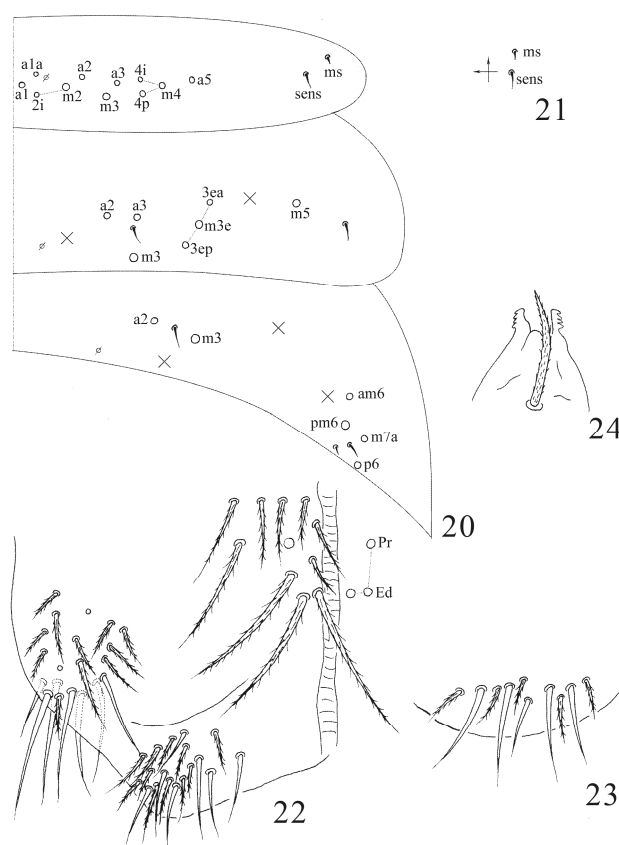 a1a a2 a3 4i a5 ms
a1 2i m2 m3 4p m4 sens
ms
sens
21
3ea
a2 a3 m5
m3e
m3 3ep
a2 m3
am6
pm6
m7a
p6
20
24
Pr
Ed
22
23